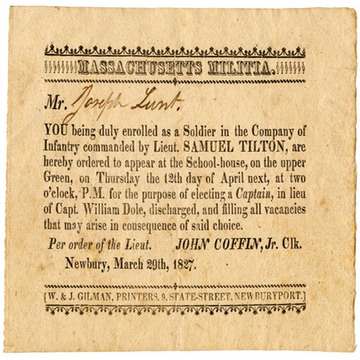 MASSACHUSETTS MILITIA.
Mr. Joseph Lunt.
YOU being duly enrolled as a Soldier in the Company of
Infantry commanded by Lieut. SAMUEL TILTON, are
hereby ordered to appear at the School-house, on the upper
Green, on Thursday the 12th day of April next, at two
o'clock, P.M. for the purpose of electing a Captain, in lieu
of Capt. William Dole, discharged, and filling all vacancies
that may arise in consequence of said choice.
Per order of the Lieut. JOHN COFFIN, Jr. Clk.
Newbury, March 29th, 1827.
[W. & J. GILMAN, PRINTERS, 9, STATE-STREET, NEWBURYPORT.]